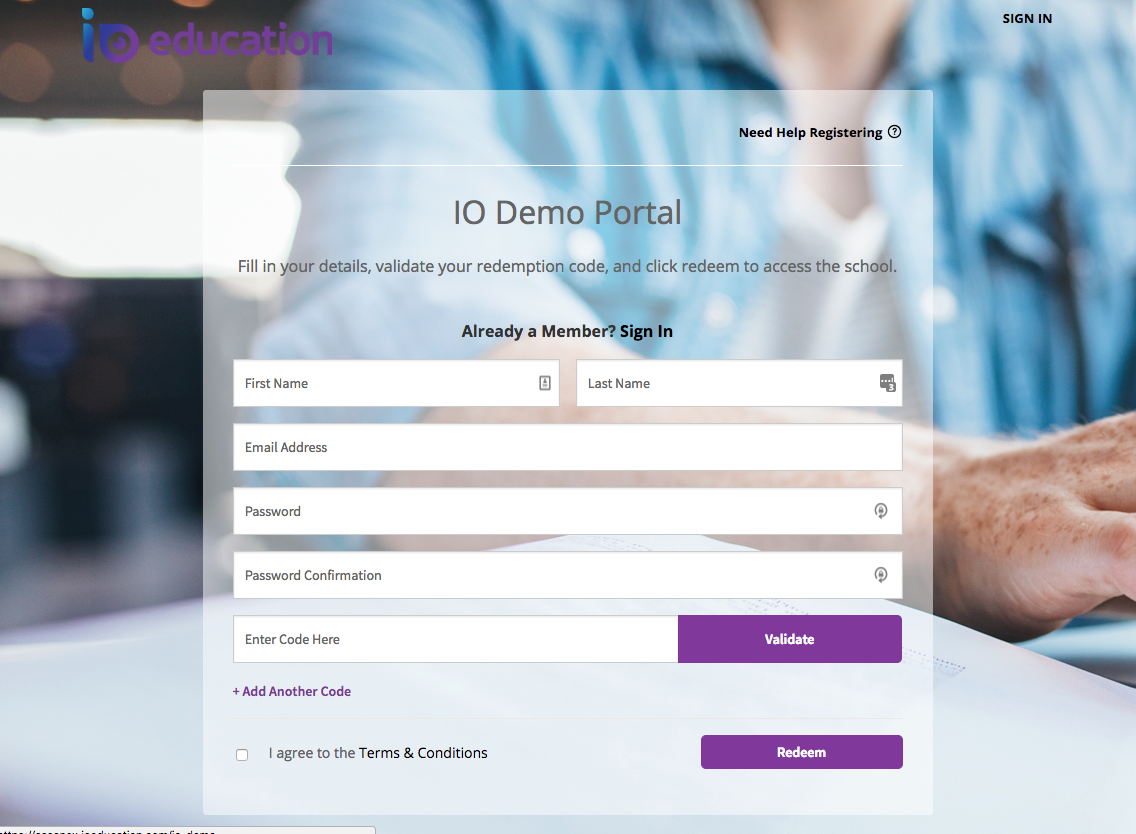 io education
SIGN IN
Need Help Registering ?
IO Demo Portal
Fill in your details, validate your redemption code, and click redeem to access the school.
Already a Member? Sign In
First Name
Last Name
3
Email Address
Password
Password Confirmation
Enter Code Here
Validate
+ Add Another Code
I agree to the Terms & Conditions
Redeem